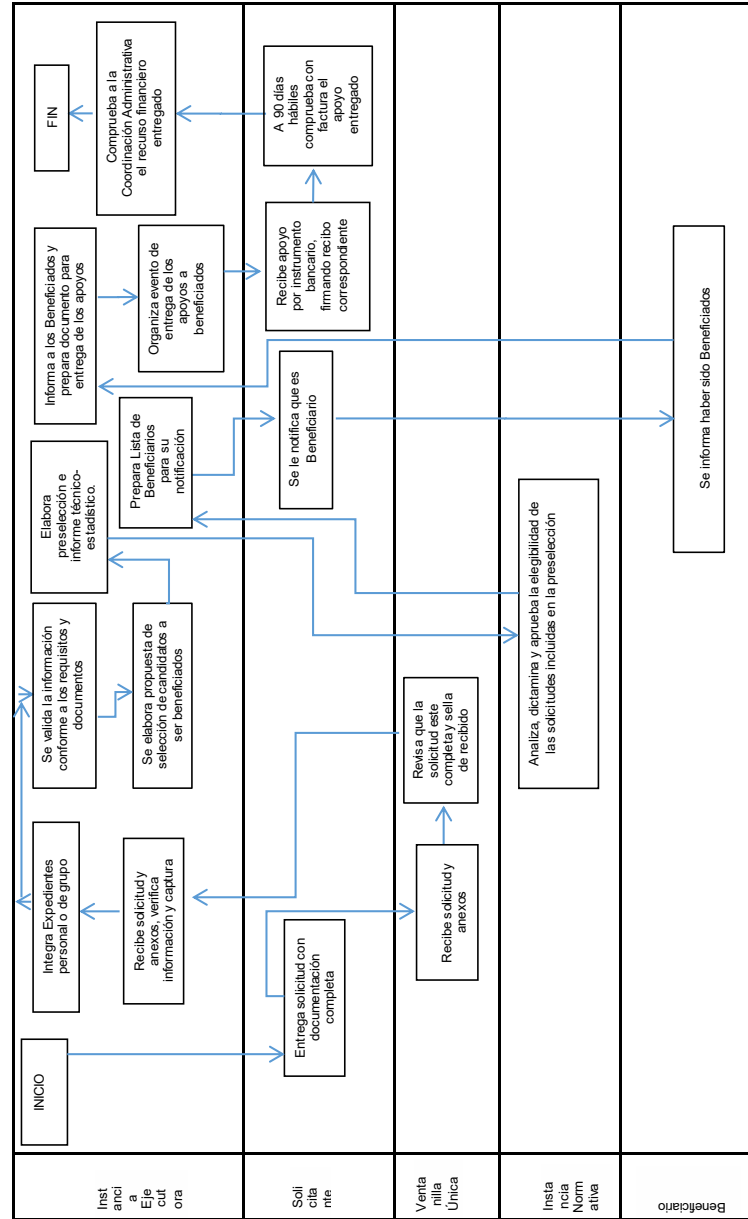 Inst
anci
a
Eje
cut
ora
INICIO
Integra Expedientes
personal o de grupo
Recibe solicitud y
anexos, verifica
información y captura
Se valida la información
conforme a los requisitos y
documentos
Se elabora propuesta de
selección de candidatos a
ser beneficiados
Elabora
preselección e
informe técnico-
estadístico.
Prepara Lista de
Beneficiarios
para su
notificación
Informa a los Beneficiados y
prepara documento para
entrega de los apoyos
Organiza evento de
entrega de los
apoyos a
beneficiados
FIN
Comprueba a la
Coordinación Administrativa
el recurso financiero
entregado
Soli
cita
nte
Entrega solicitud con
documentación
completa
Se le notifica que es
Beneficiario
Recibe apoyo
por instrumento
bancario,
firmando recibo
correspondiente
A 90 días
hábiles
comprueba con
factura el
apoyo
entregado
Venta
nilla
Única
Recibe solicitud y
anexos
Revisa que la
solicitud este
completa y sella
de recibido
Insta
ncia
Norm
ativa
Analiza, dictamina y aprueba la elegibilidad de
las solicitudes incluidas en la preselección
Beneficiario
Se informa haber sido Beneficiados